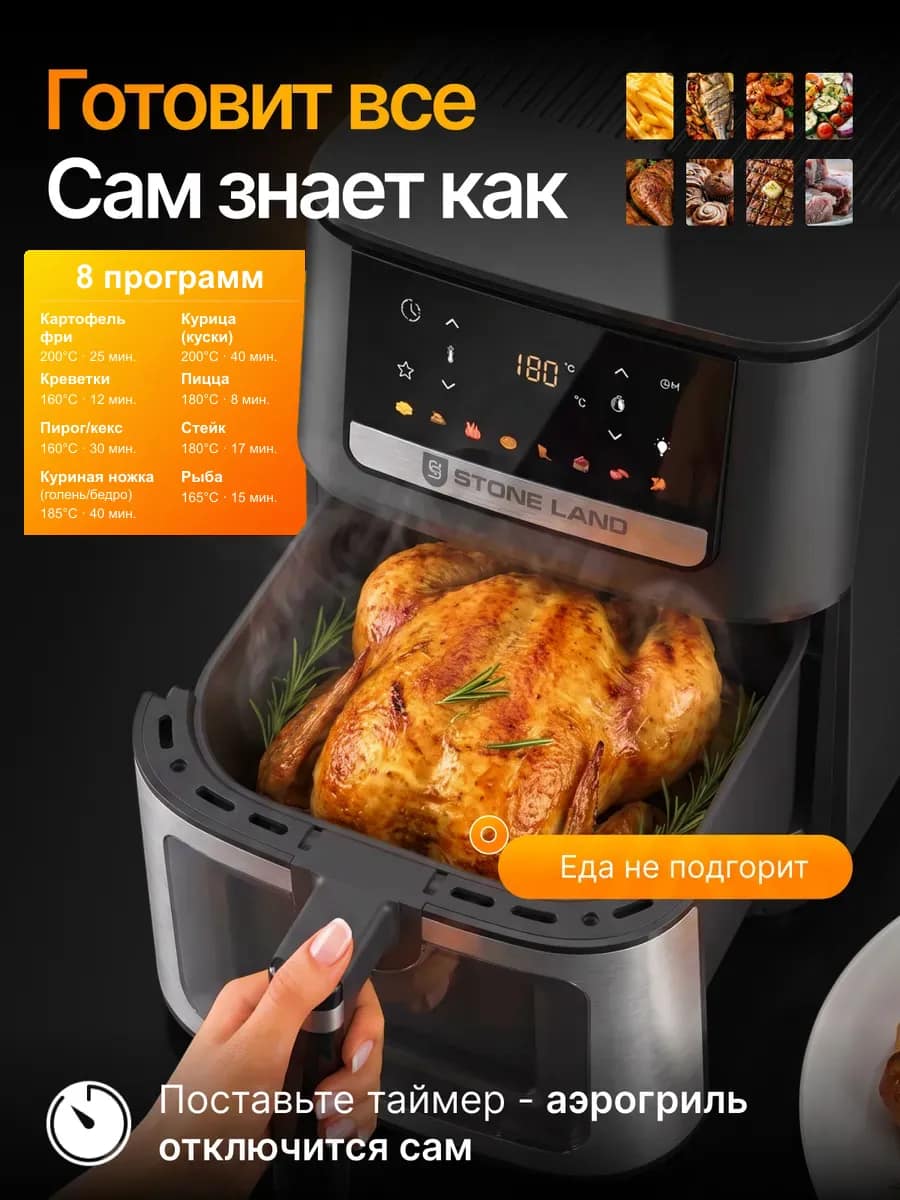 Готовит все
Сам знает как
8 программ
Картофель
фри
200°C · 25 мин.
Курица
(куски)
200°C · 40 мин.
Креветки
160°C · 12 мин.
Пицца
180°C · 8 мин.
Пирог/кекс
160°C · 30 мин.
Стейк
180°C · 17 мин.
Куриная ножка
(голень/бедро)
185°C · 40 мин.
Рыба
165°C · 15 мин.
180 °C
°C
STONE LAND
Еда не подгорит
Поставьте таймер - аэрогриль
отключится сам